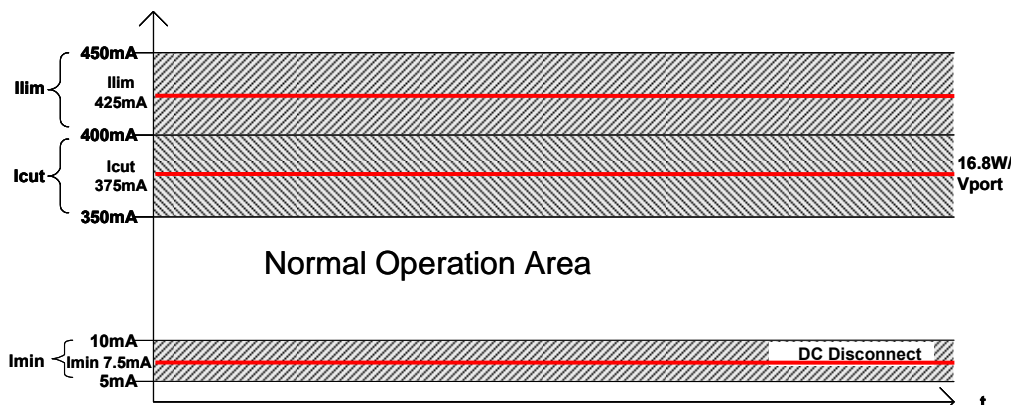 450mA
Ilim
Ilim
425mA
400mA
Icut
Icut
375mA
16.8W/
Vport
350mA
Normal Operation Area
10mA
Imin
Imin 7.5mA
DC Disconnect
5mA
t